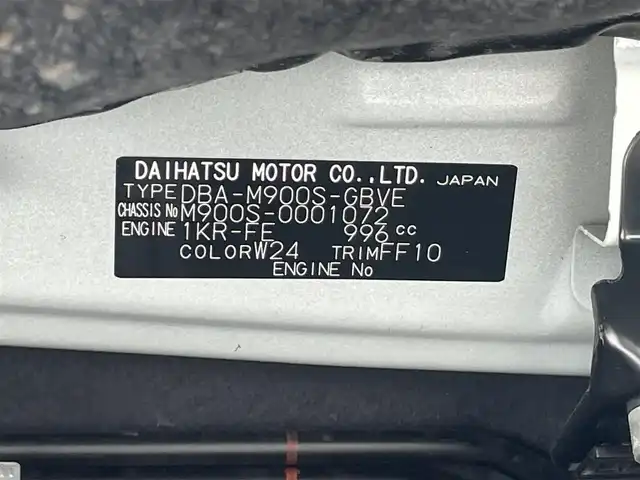 DAIHATSU MOTOR CO.,LTD. JAPAN
TYPE DBA-M900S-GBVE
CHASSIS No M900S-0001072
ENGINE 1KR-FE 996 cc
COLOR W24 TRIM FF10
ENGINE No